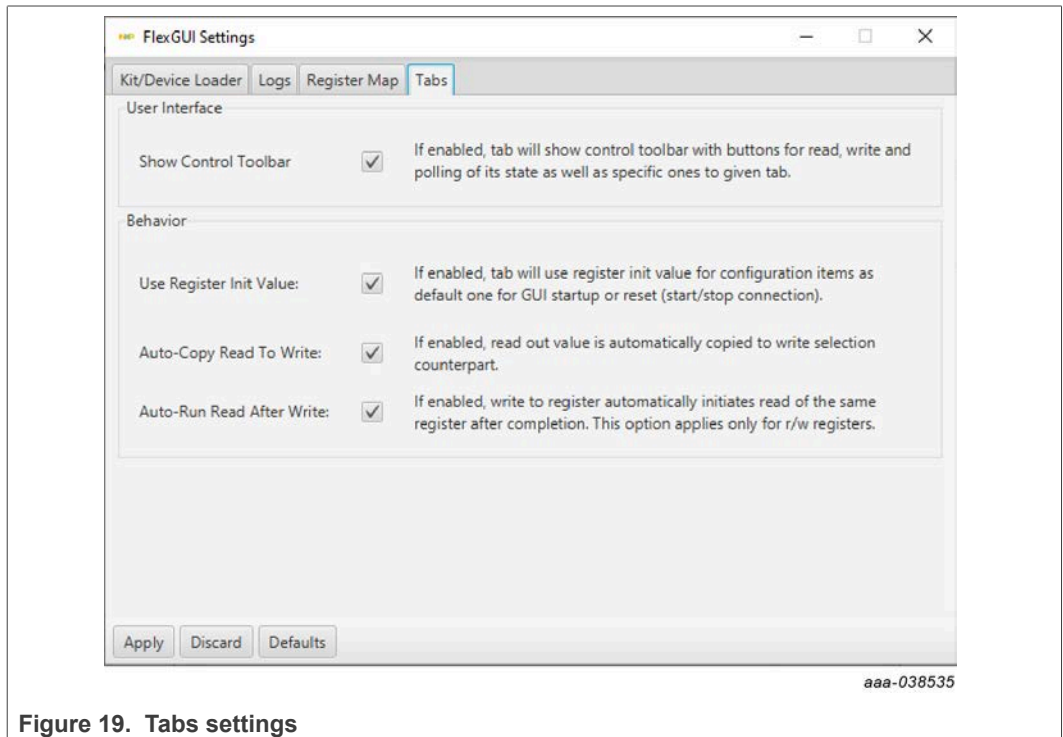 FlexGUI Settings
Kit/Device Loader Logs Register Map Tabs
User Interface
Show Control Toolbar
If enabled, tab will show control toolbar with buttons for read, write and
polling of its state as well as specific ones to given tab.
Behavior
Use Register Init Value:
If enabled, tab will use register init value for configuration items as
default one for GUI startup or reset (start/stop connection).
Auto-Copy Read To Write:
If enabled, read out value is automatically copied to write selection
counterpart.
Auto-Run Read After Write:
If enabled, write to register automatically initiates read of the same
register after completion. This option applies only for r/w registers.
Apply Discard Defaults
aaa-038535
Figure 19. Tabs settings